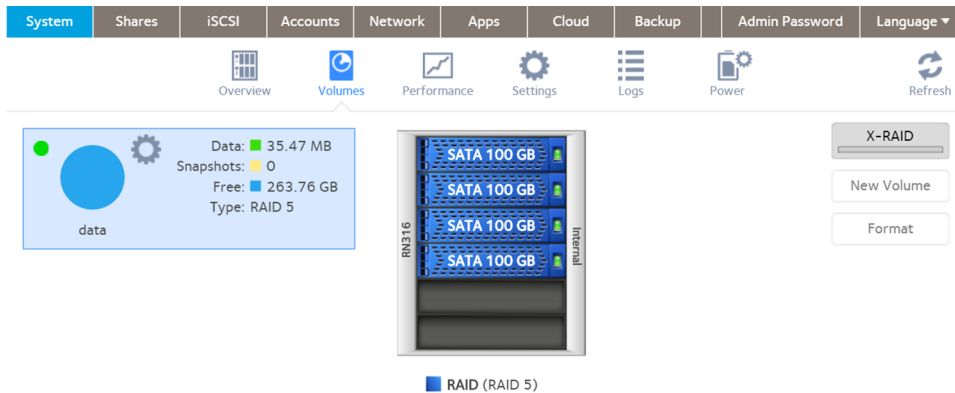 System Shares iSCSI Accounts Network Apps Cloud Backup Admin Password Language ▾
Overview Volumes Performance Settings Logs Power Refresh
Data: 35.47 MB
Snapshots: 0
Free: 263.76 GB
Type: RAID 5
data
RN316
SATA 100 GB
SATA 100 GB
SATA 100 GB
SATA 100 GB
Internal
RAID (RAID 5)
X-RAID
New Volume
Format